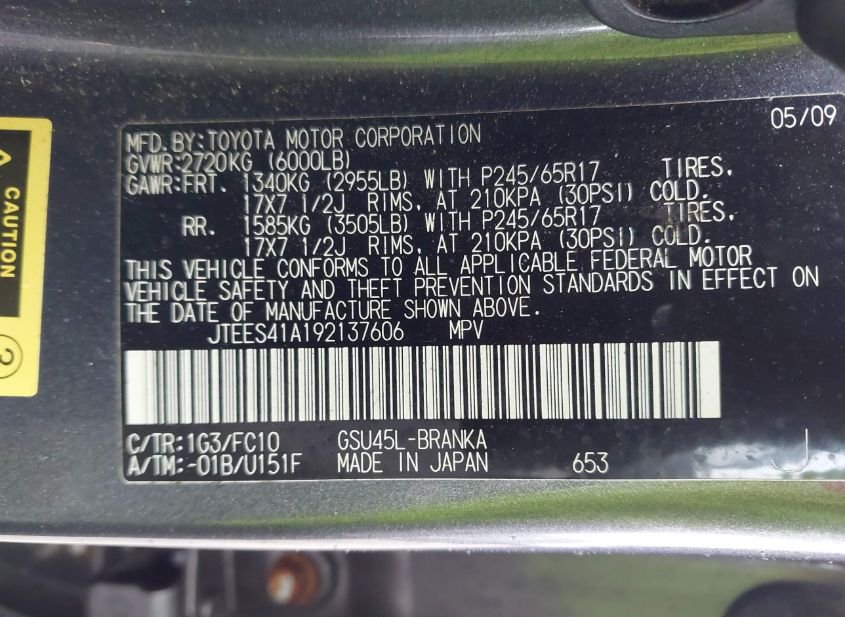 05/09
MFD.BY:TOYOTA MOTOR CORPORATION
GVWR:2720KG (6000LB)
GAWR:FRT. 1340KG (2955LB) WITH P245/65R17 TIRES,
17X7 1/2J RIMS, AT 210KPA (30PSI) COLD.
RR. 1585KG (3505LB) WITH P245/65R17 TIRES,
17X7 1/2J RIMS, AT 210KPA (30PSI) COLD.
THIS VEHICLE CONFORMS TO ALL APPLICABLE FEDERAL MOTOR
VEHICLE SAFETY AND THEFT PREVENTION STANDARDS IN EFFECT ON
THE DATE OF MANUFACTURE SHOWN ABOVE.
JTEES41A192137606 MPV
C/TR:1G3/FC10 GSU45L-BRANKA
A/TM:-01B/U151F MADE IN JAPAN 653 J
CAUTION